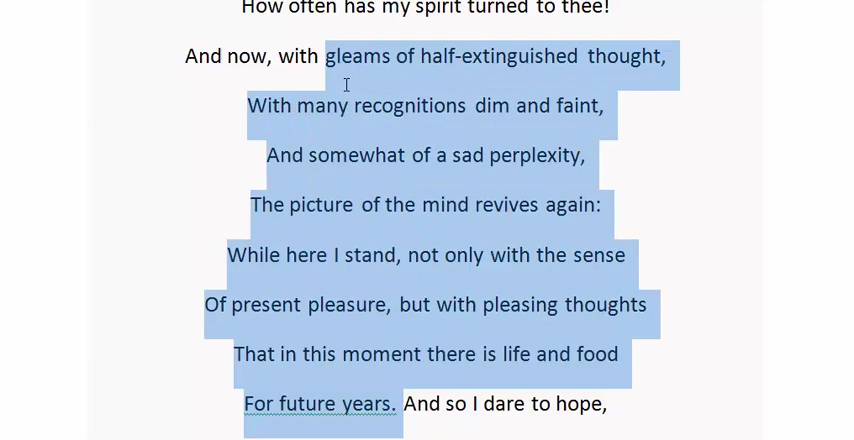 How often has my spirit turned to thee!
And now, with gleams of half-extinguished thought,
With many recognitions dim and faint,
And somewhat of a sad perplexity,
The picture of the mind revives again:
While here I stand, not only with the sense
Of present pleasure, but with pleasing thoughts
That in this moment there is life and food
For future years. And so I dare to hope,